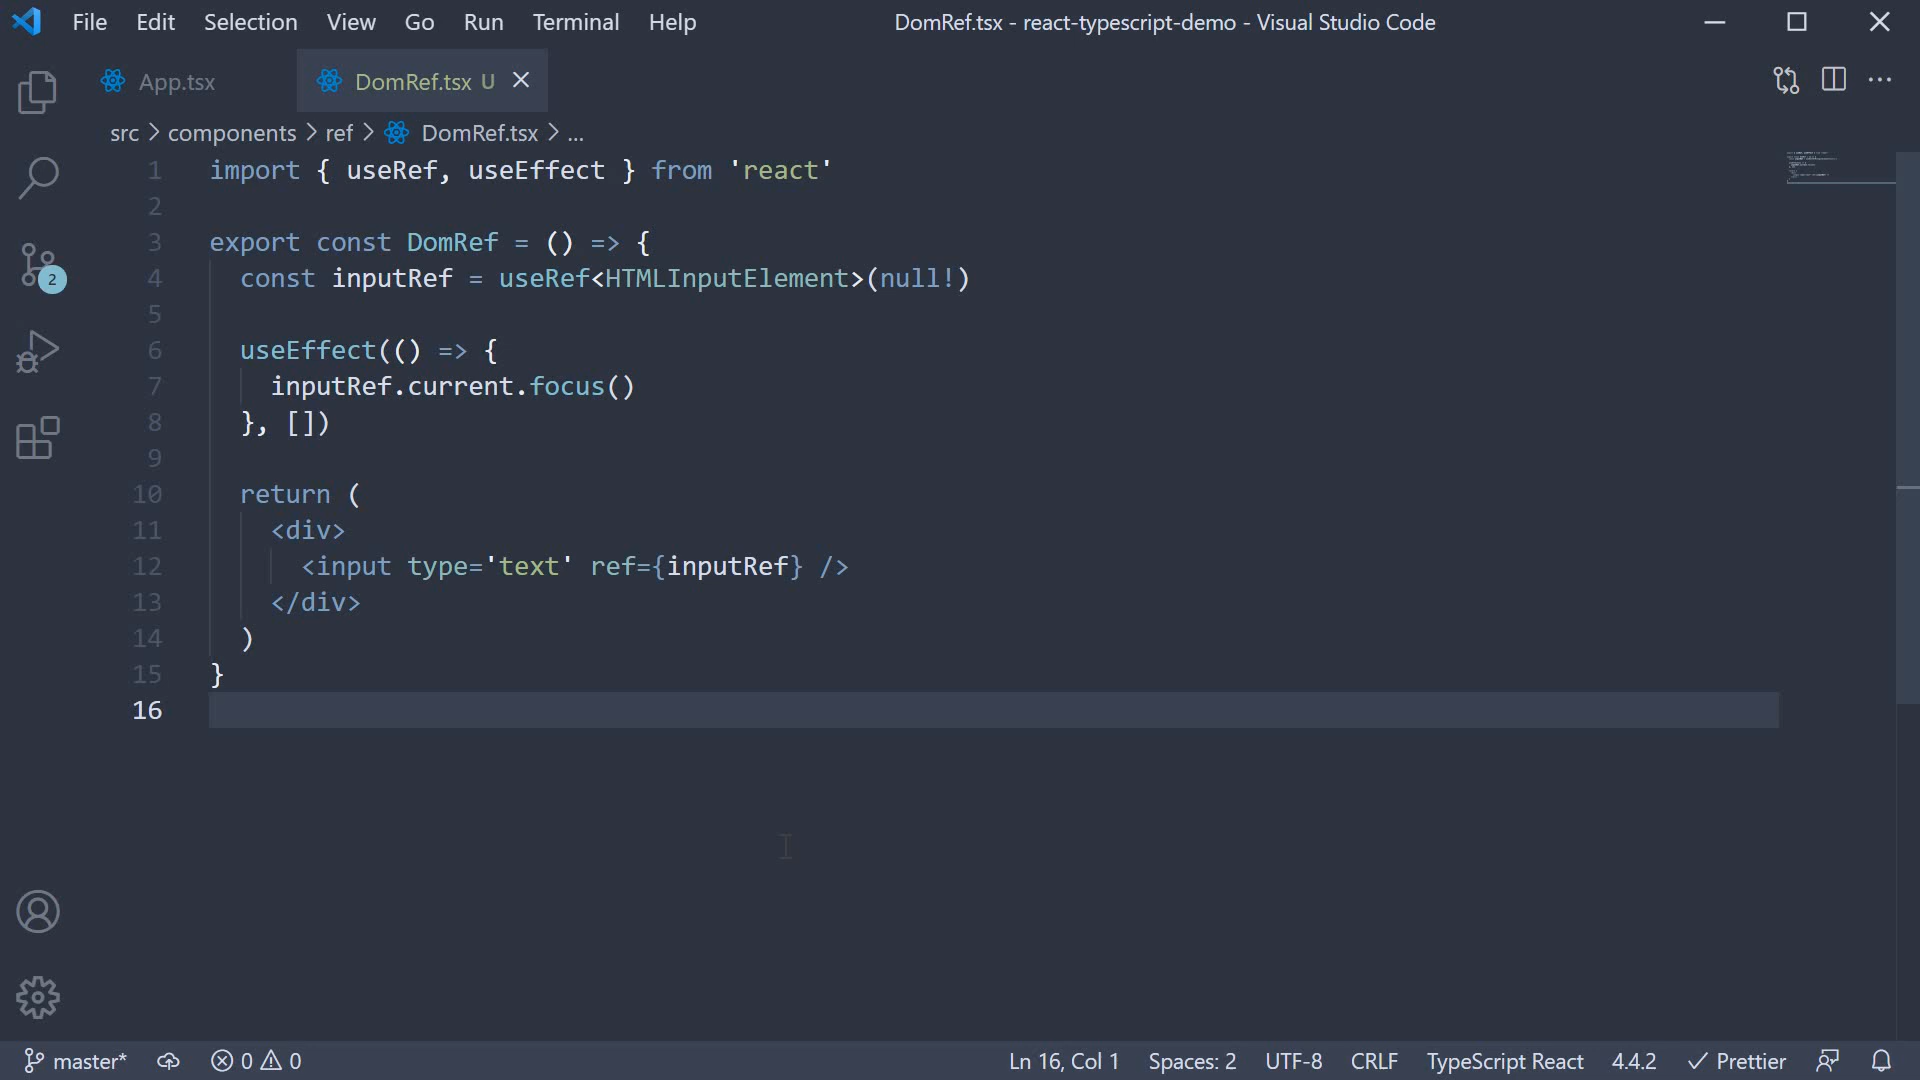 File Edit Selection View Go Run Terminal Help DomRef.tsx - react-typescript-demo - Visual Studio Code
App.tsx DomRef.tsx U
src > components > ref > DomRef.tsx > ...
1 import { useRef, useEffect } from 'react'
2
3 export const DomRef = () => {
4 const inputRef = useRef<HTMLInputElement>(null!)
5
6 useEffect(() => {
7 inputRef.current.focus()
8 }, [])
9
10 return (
11 <div>
12 <input type='text' ref={inputRef} />
13 </div>
14 )
15 }
16
2
master* 0 0 Ln 16, Col 1 Spaces: 2 UTF-8 CRLF TypeScript React 4.4.2 Prettier